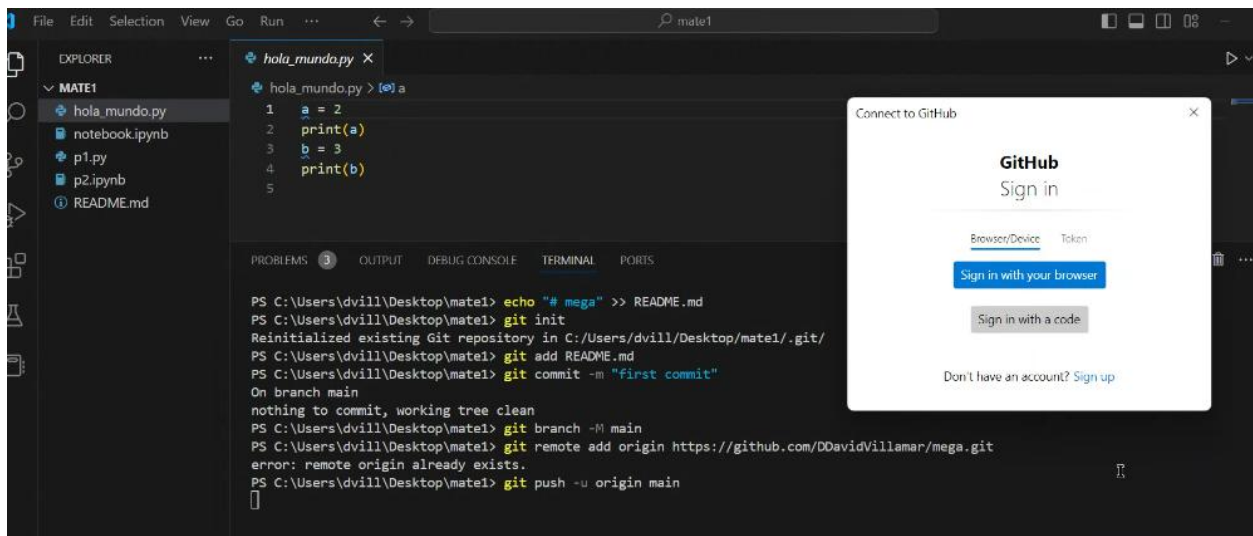 File Edit Selection View Go Run ··· ← → mate1
EXPLORER ···
MATE1
hola_mundo.py
notebook.ipynb
p1.py
p2.ipynb
README.md
hola_mundo.py ×
hola_mundo.py > a
1 a = 2
2 print(a)
3 b = 3
4 print(b)
5
PROBLEMS 3 OUTPUT DEBUG CONSOLE TERMINAL PORTS
PS C:\Users\dvill\Desktop\mate1> echo "# mega" >> README.md
PS C:\Users\dvill\Desktop\mate1> git init
Reinitialized existing Git repository in C:/Users/dvill/Desktop/mate1/.git/
PS C:\Users\dvill\Desktop\mate1> git add README.md
PS C:\Users\dvill\Desktop\mate1> git commit -m "first commit"
On branch main
nothing to commit, working tree clean
PS C:\Users\dvill\Desktop\mate1> git branch -M main
PS C:\Users\dvill\Desktop\mate1> git remote add origin https://github.com/DDavidVillamar/mega.git
error: remote origin already exists.
PS C:\Users\dvill\Desktop\mate1> git push -u origin main
Connect to GitHub
GitHub
Sign in
Browser/Device Token
Sign in with your browser
Sign in with a code
Don't have an account? Sign up